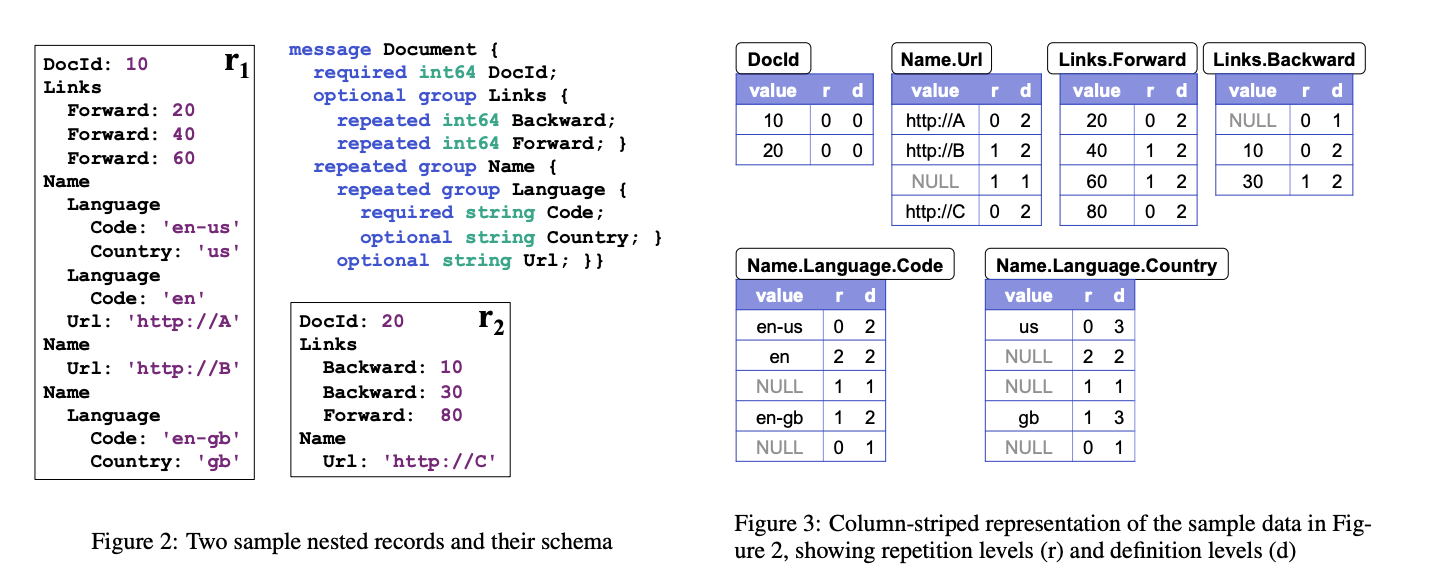 DocId: 10
r1
Links
Forward: 20
Forward: 40
Forward: 60
Name
Language
Code: 'en-us'
Country: 'us'
Language
Code: 'en'
Url: 'http://A'
Name
Url: 'http://B'
Name
Language
Code: 'en-gb'
Country: 'gb'
message Document {
required int64 DocId;
optional group Links {
repeated int64 Backward;
repeated int64 Forward; }
repeated group Name {
repeated group Language {
required string Code;
optional string Country; }
optional string Url; }}
DocId: 20
r2
Links
Backward: 10
Backward: 30
Forward: 80
Name
Url: 'http://C'
Figure 2: Two sample nested records and their schema
DocId
value r d
10 0 0
20 0 0
Name.Url
value r d
http://A 0 2
http://B 1 2
NULL 1 1
http://C 0 2
Links.Forward
value r d
20 0 2
40 1 2
60 1 2
80 0 2
Links.Backward
value r d
NULL 0 1
10 0 2
30 1 2
Name.Language.Code
value r d
en-us 0 2
en 2 2
NULL 1 1
en-gb 1 2
NULL 0 1
Name.Language.Country
value r d
us 0 3
NULL 2 2
NULL 1 1
gb 1 3
NULL 0 1
Figure 3: Column-striped representation of the sample data in Fig-
ure 2, showing repetition levels (r) and definition levels (d)